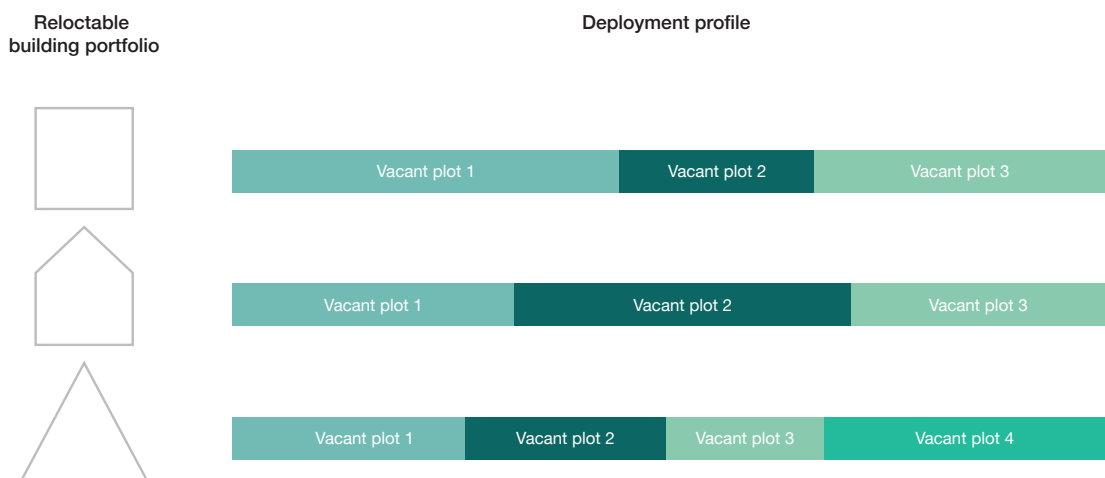 Reloctable
building portfolio
Deployment profile
Vacant plot 1
Vacant plot 2
Vacant plot 3
Vacant plot 1
Vacant plot 2
Vacant plot 3
Vacant plot 1
Vacant plot 2
Vacant plot 3
Vacant plot 4